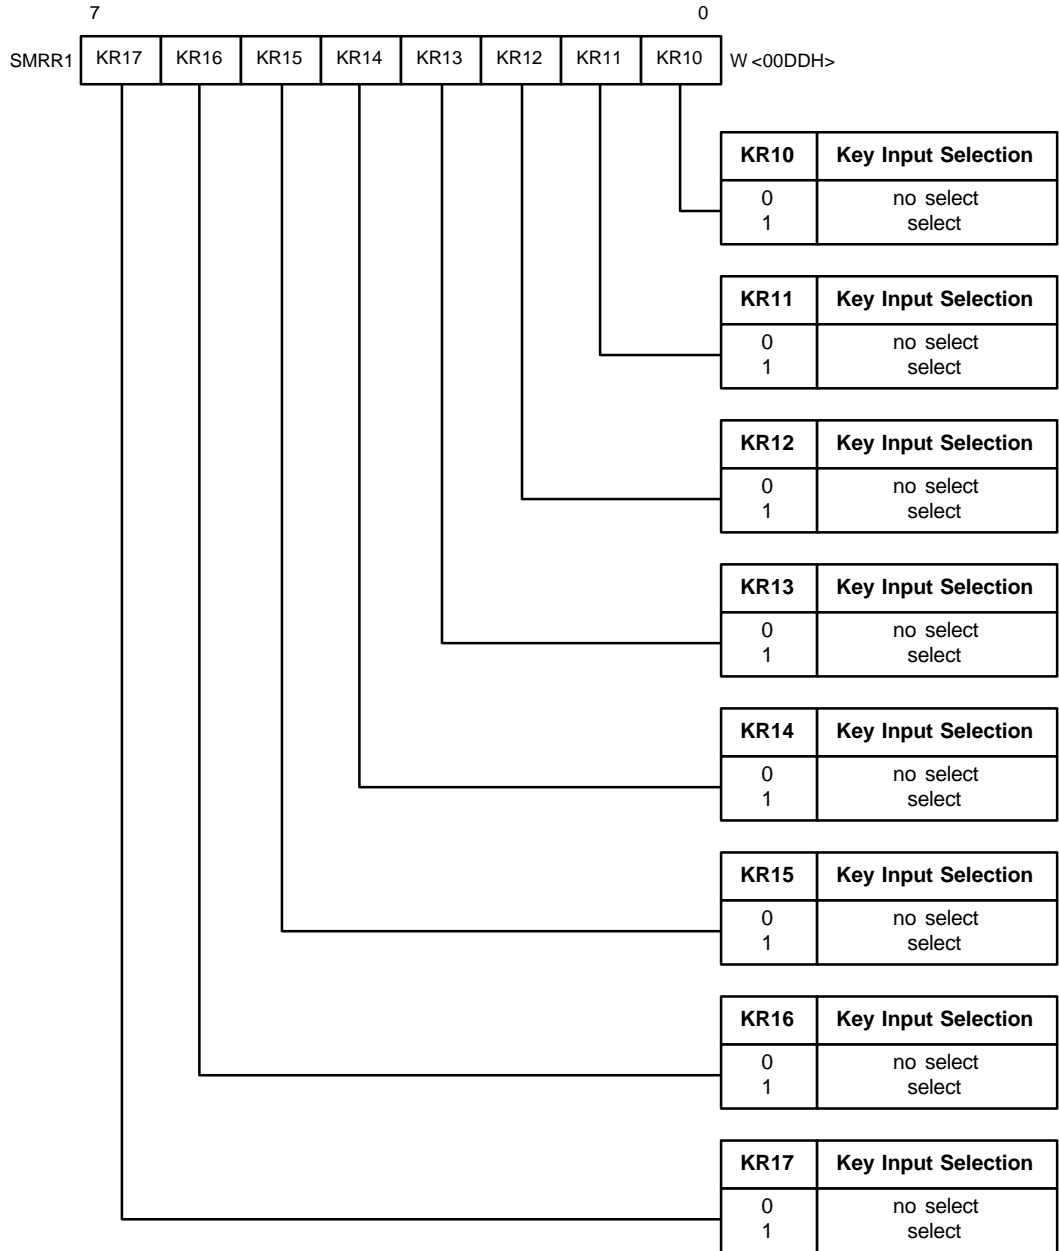 7 0
SMRR1 KR17 KR16 KR15 KR14 KR13 KR12 KR11 KR10 W <00DDH>
KR10 Key Input Selection
0 no select
1 select
KR11 Key Input Selection
0 no select
1 select
KR12 Key Input Selection
0 no select
1 select
KR13 Key Input Selection
0 no select
1 select
KR14 Key Input Selection
0 no select
1 select
KR15 Key Input Selection
0 no select
1 select
KR16 Key Input Selection
0 no select
1 select
KR17 Key Input Selection
0 no select
1 select